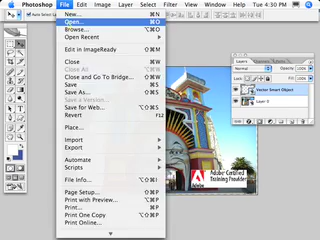 Photoshop File Edit Image Layer Select Filter View Tue 4:30 PM
Auto Select
New... ⌘N
Open... ⌘O
Browse... ⌥⌘O
Open Recent
Edit in ImageReady ⇧⌘M
Close ⌘W
Close All ⌥⌘W
Close and Go To Bridge... ⇧⌘W
Save ⌘S
Save As... ⇧⌘S
Save a Version...
Save for Web... ⌥⇧⌘S
Revert F12
Place...
Import
Export
Automate
Scripts
File Info... ⌥⇧⌘I
Page Setup... ⇧⌘P
Print with Preview... ⌥⌘P
Print... ⌘P
Print One Copy ⌥⇧⌘P
Print Online...
Layers
Normal Opacity: 100%
Lock: Fill: 100%
Vector Smart Object
Layer 0
Adobe Certified
Training Provider
Adobe